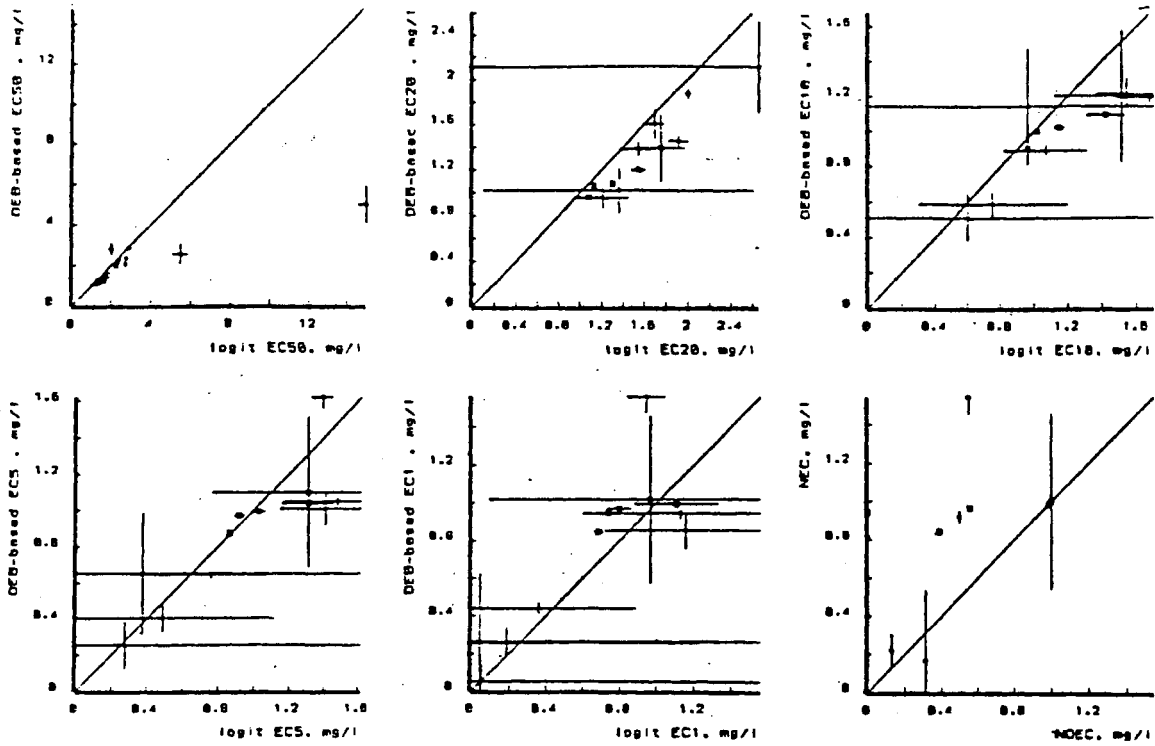 DEB-based EC50 , mg/l
12
8
4
0
0 4 8 12
logit EC50, mg/l
DEB-based EC20 , mg/l
2.4
2
1.6
1.2
0.8
0.4
0
0 0.4 0.8 1.2 1.6 2 2.4
logit EC20, mg/l
DEB-based EC10 , mg/l
1.6
1.2
0.8
0.4
0
0 0.4 0.8 1.2 1.6
logit EC10, mg/l
DEB-based EC5 , mg/l
1.6
1.2
0.8
0.4
0
0 0.4 0.8 1.2 1.6
logit EC5, mg/l
DEB-based EC1 , mg/l
1.2
0.8
0.4
0
0 0.4 0.8 1.2
logit EC1, mg/l
NEC, mg/l
1.2
0.8
0.4
0
0 0.4 0.8 1.2
NOEC, mg/l